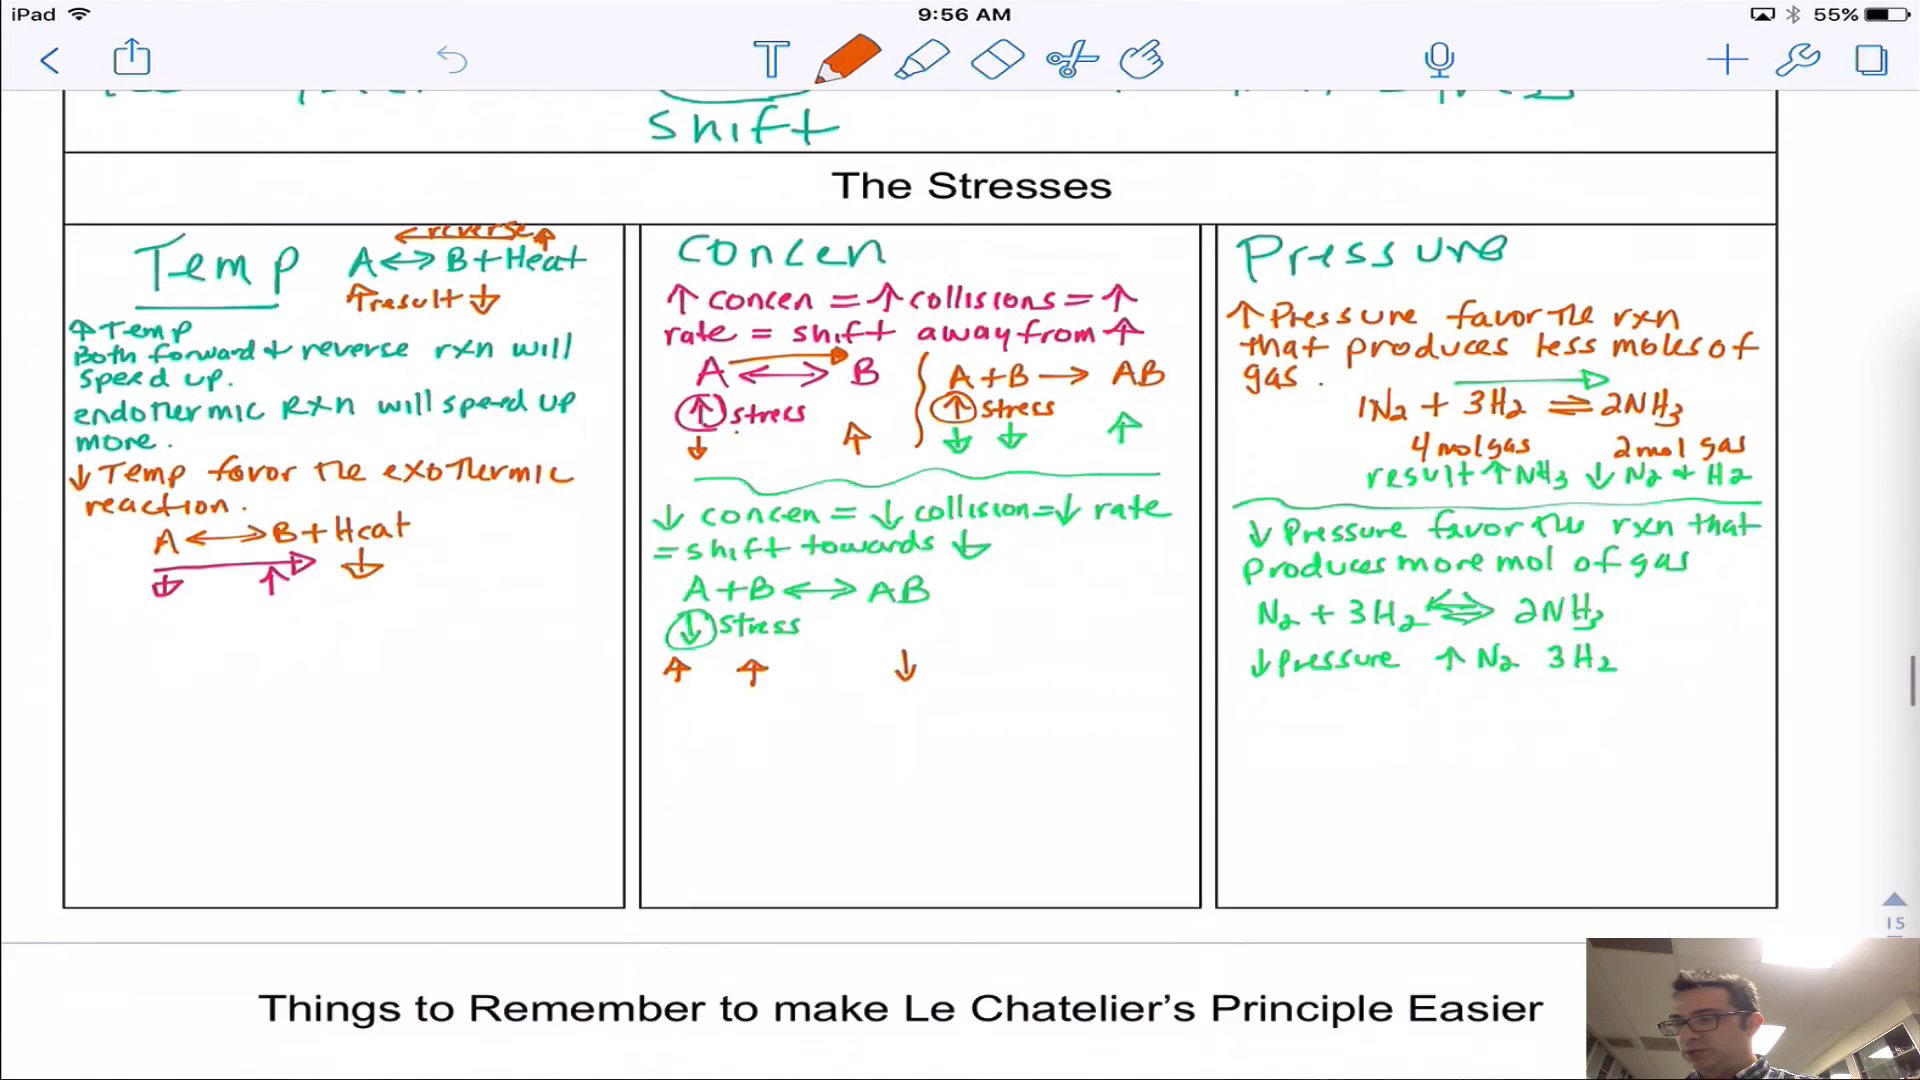 iPad 9:56 AM 55%
shift
The Stresses
Temp
reverse ↑
A ↔ B + Heat
↑ result ↓
↑ Temp
Both forward + reverse rxn will
speed up.
endothermic Rxn will speed up
more.
↓ Temp favor the exothermic
reaction.
A ↔ B + Heat
↓ ↑ ↓
Concen
↑ concen = ↑ collisions = ↑
rate = shift away from ↑
A ↔ B
↑ stress
↓ ↑
A + B → AB
↑ stress
↓ ↓ ↑
↓ concen = ↓ collision = ↓ rate
= shift towards ↓
A + B ↔ AB
↓ stress
↑ ↑ ↓
Pressure
↑ Pressure favor the rxn
that produces less moles of
gas.
1N₂ + 3H₂ ⇌ 2NH₃
4 mol gas 2 mol gas
result ↑ NH₃ ↓ N₂ + H₂
↓ Pressure favor the rxn that
produces more mol of gas
N₂ + 3H₂ ⇌ 2NH₃
↓ Pressure ↑ N₂ 3H₂
15
Things to Remember to make Le Chatelier's Principle Easier